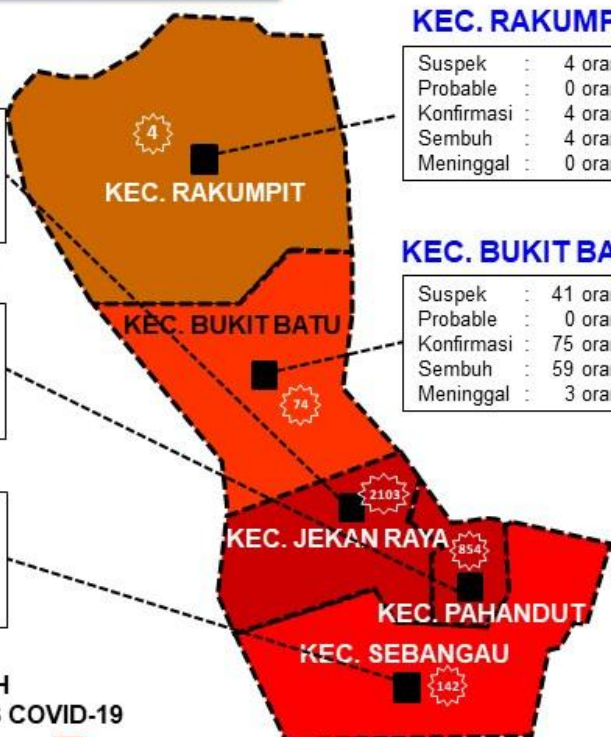 KEC. RAKUMP
Suspek : 4 oran
Probable : 0 oran
Konfirmasi : 4 oran
Sembuh : 4 oran
Meninggal : 0 oran
4
KEC. RAKUMPIT
KEC. BUKIT BA
Suspek : 41 oran
Probable : 0 oran
Konfirmasi : 75 oran
Sembuh : 59 oran
Meninggal : 3 oran
KEC. BUKIT BATU
74
2103
KEC. JEKAN RAYA
854
KEC. PAHANDUT
KEC. SEBANGAU
142
H
COVID-19